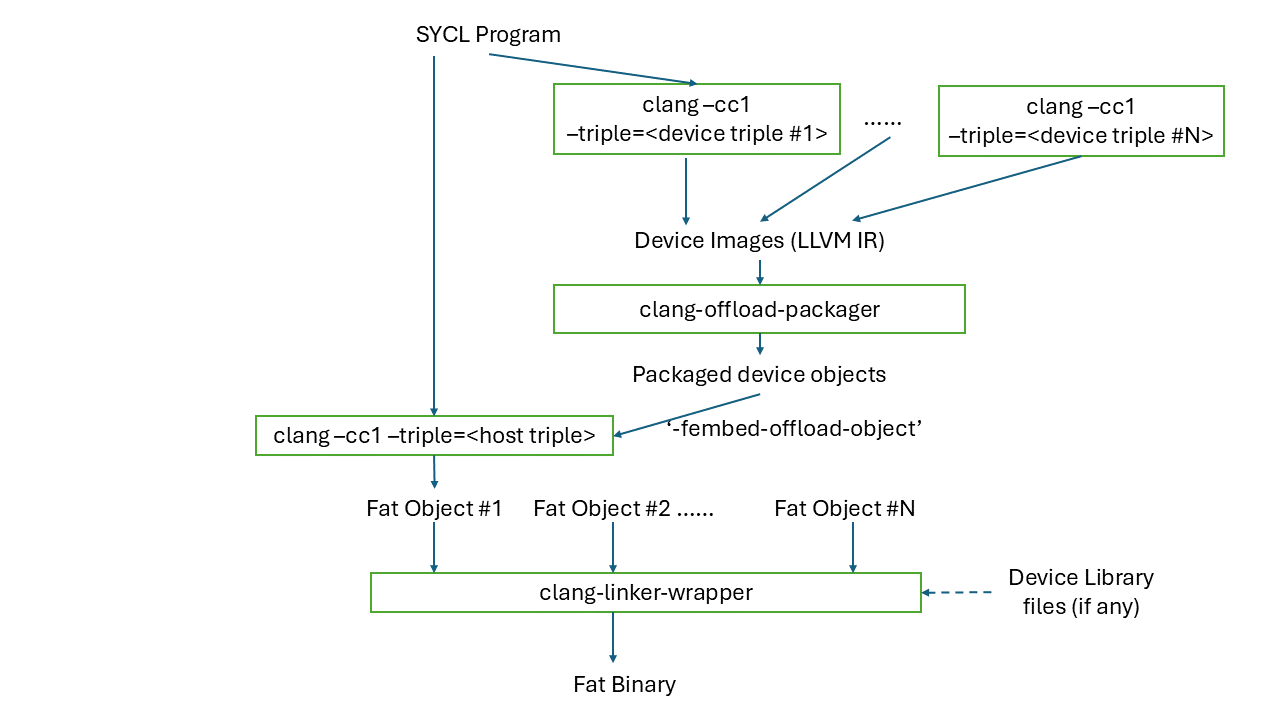 SYCL Program
clang –cc1
–triple=<device triple #1>
......
clang –cc1
–triple=<device triple #N>
Device Images (LLVM IR)
clang-offload-packager
Packaged device objects
‘-fembed-offload-object’
clang –cc1 –triple=<host triple>
Fat Object #1
Fat Object #2 ......
Fat Object #N
clang-linker-wrapper
Device Library
files (if any)
Fat Binary